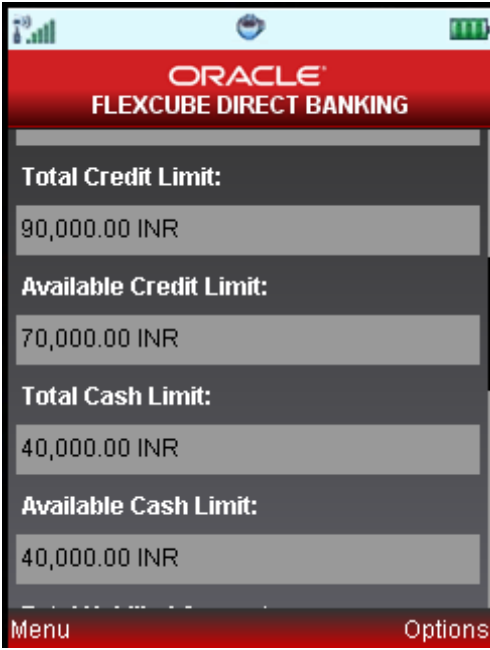 ORACLE
FLEXCUBE DIRECT BANKING
Total Credit Limit:
90,000.00 INR
Available Credit Limit:
70,000.00 INR
Total Cash Limit:
40,000.00 INR
Available Cash Limit:
40,000.00 INR
Menu Options